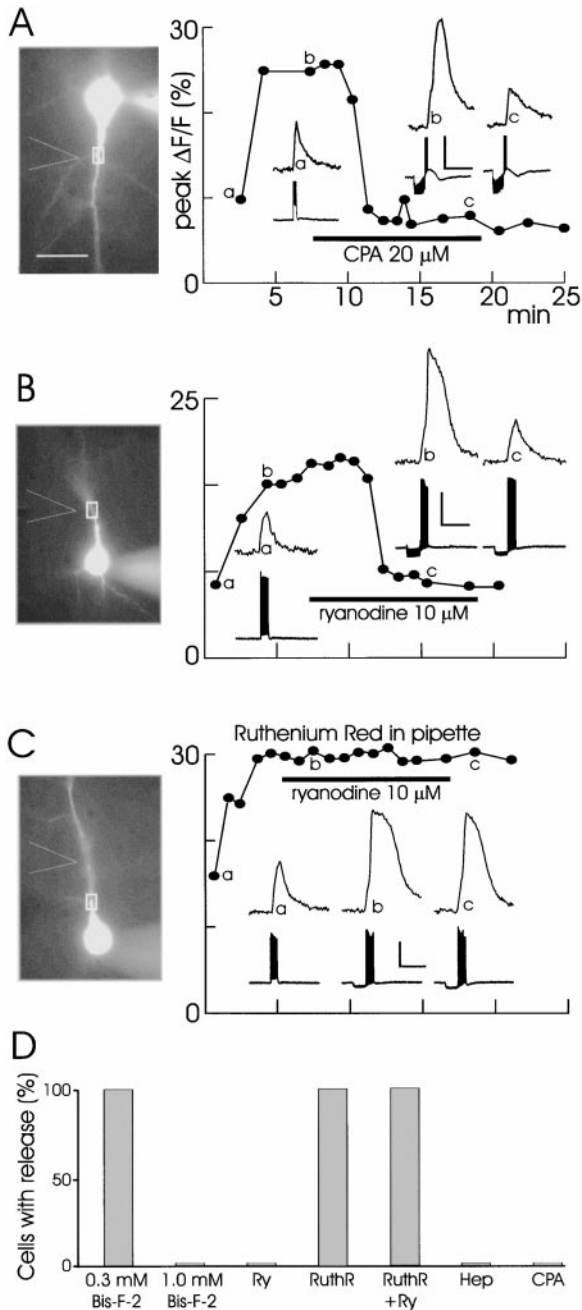 A
30
peak ΔF/F (%)
0
a
b
c
a
b
c
CPA 20 μM
5
10
15
20
25
min
B
25
0
a
b
c
a
b
c
ryanodine 10 μM
C
Ruthenium Red in pipette
30
0
a
b
c
ryanodine 10 μM
a
b
c
D
Cells with release (%)
100
50
0
0.3 mM
Bis-F-2
1.0 mM
Bis-F-2
Ry
RuthR
RuthR
+Ry
Hep
CPA